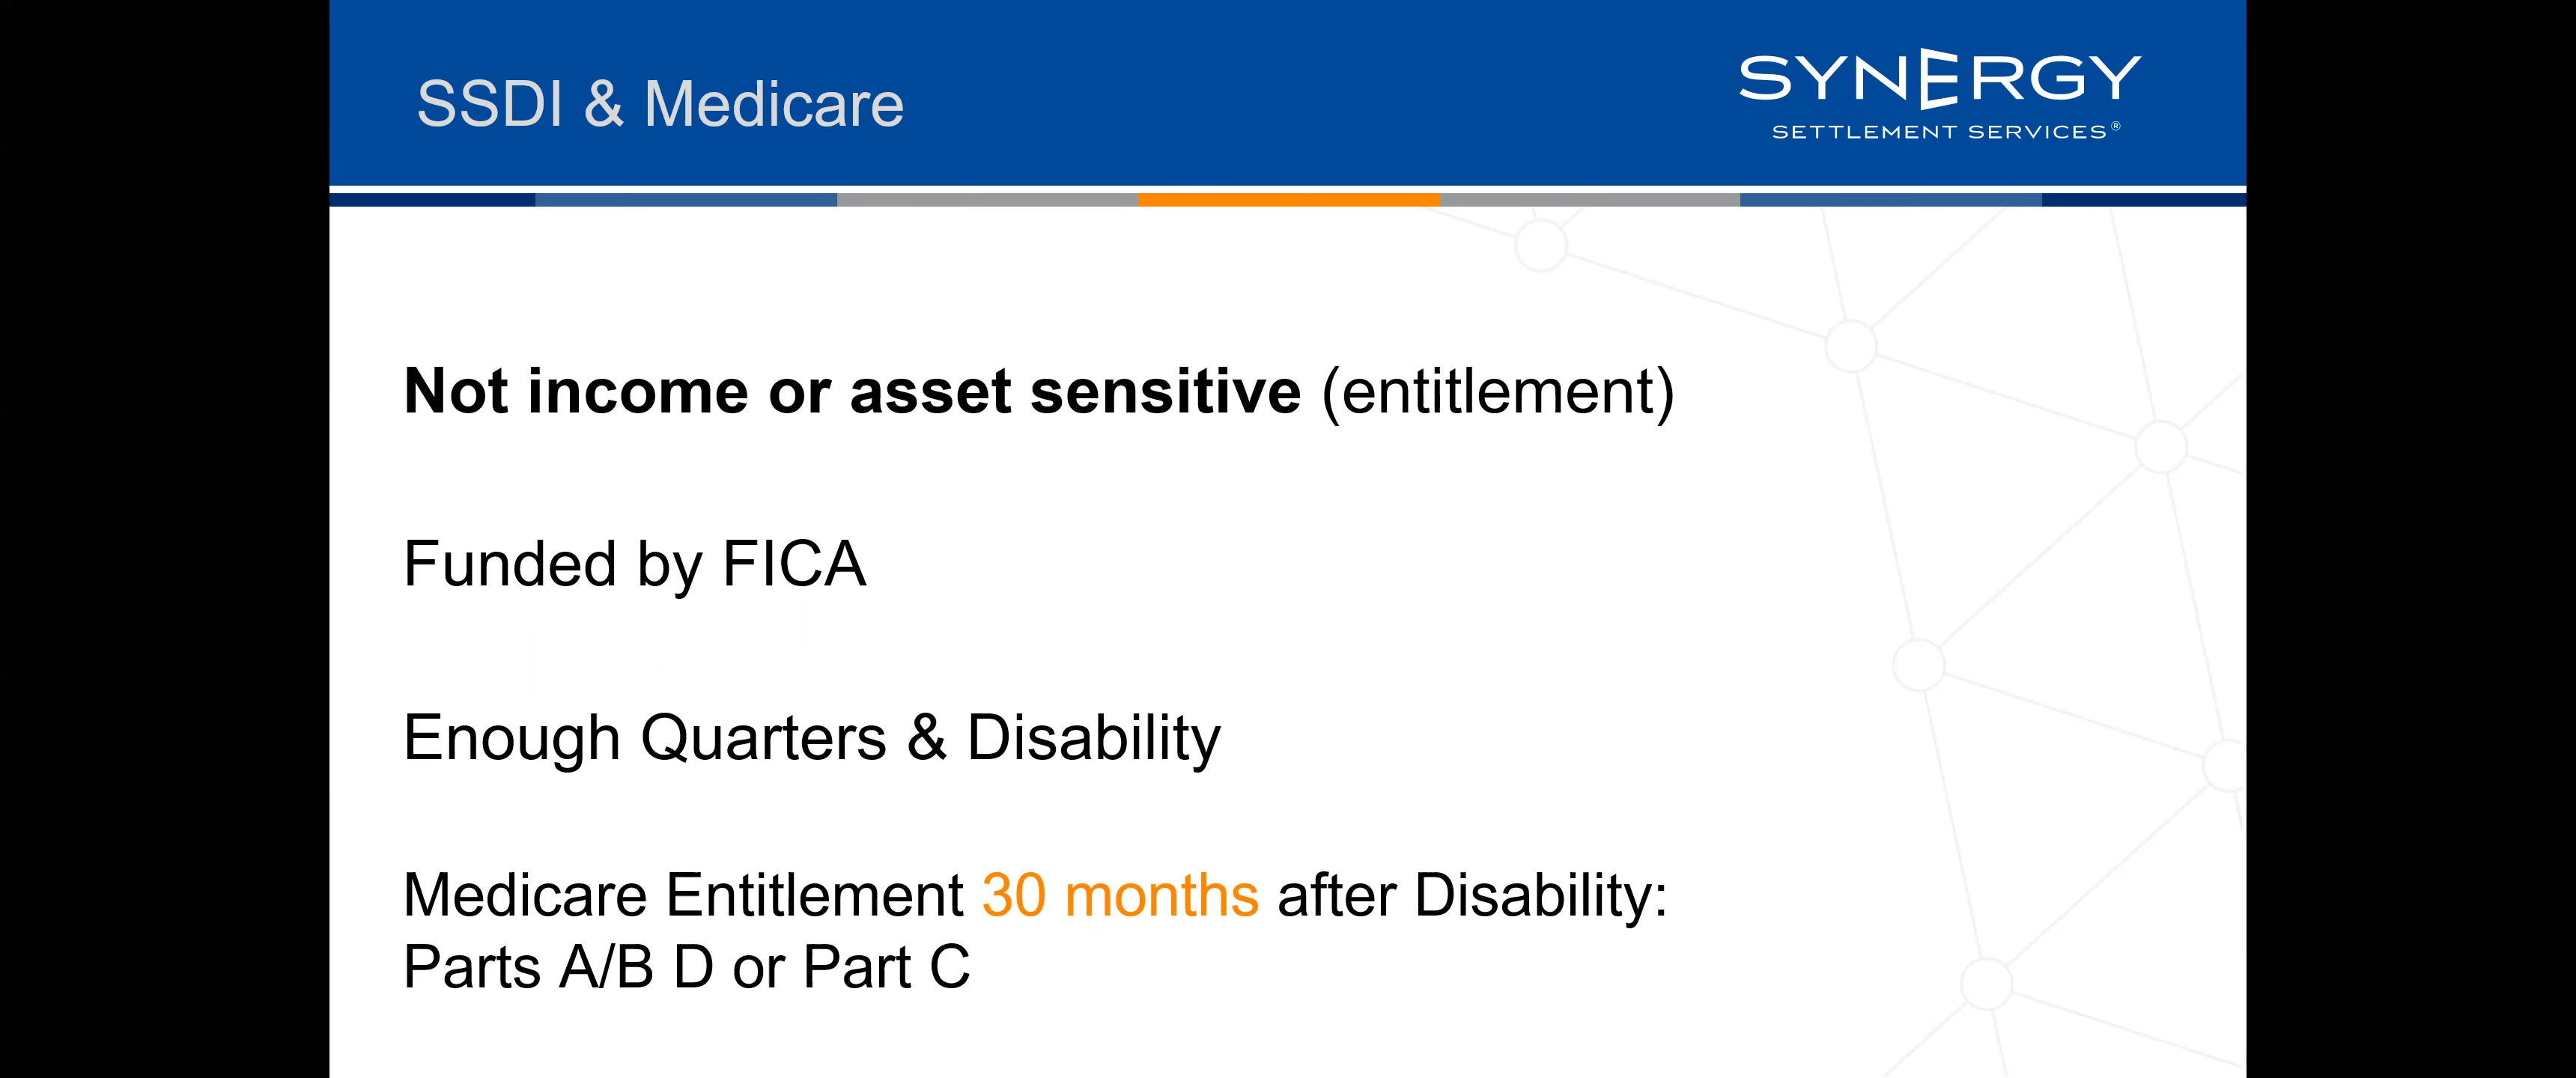 SSDI & Medicare
SYNERGY
SETTLEMENT SERVICES®
Not income or asset sensitive (entitlement)
Funded by FICA
Enough Quarters & Disability
Medicare Entitlement 30 months after Disability:
Parts A/B D or Part C